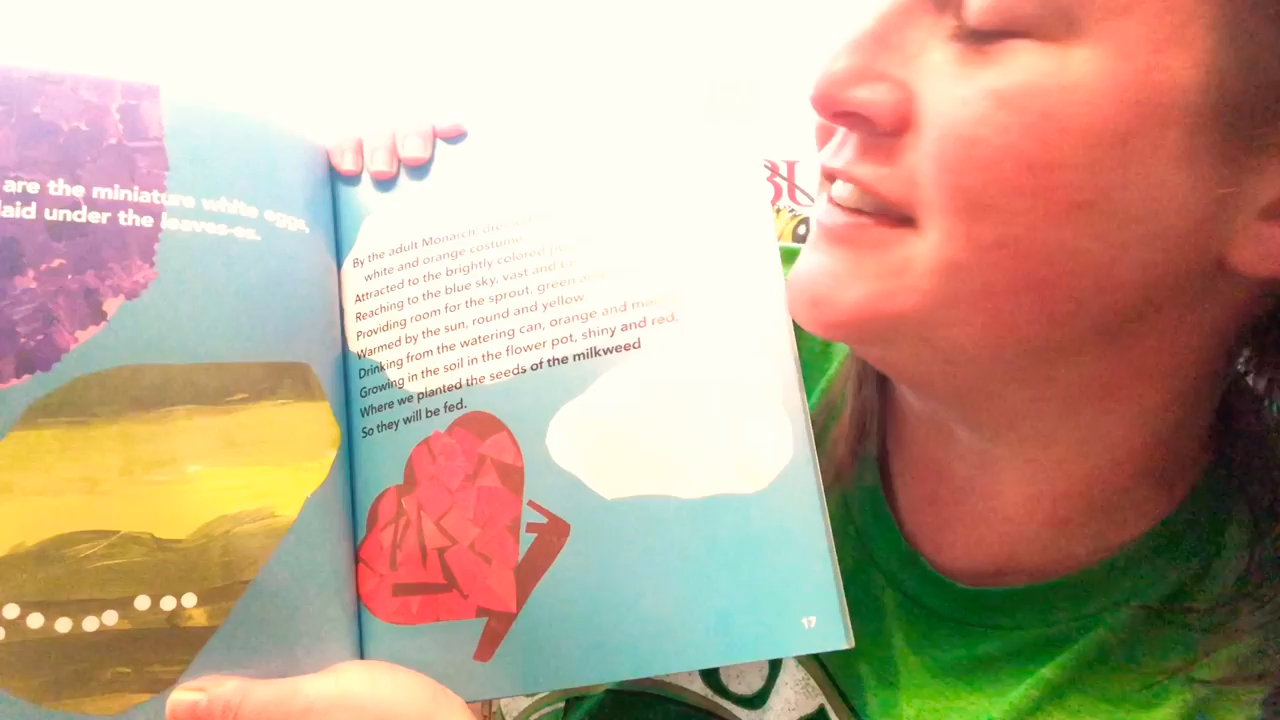 are the miniature white eggs,
laid under the leaves-es.
By the adult Monarch,
white and orange costume
Attracted to the brightly colored
Reaching to the blue sky, vast and
Providing room for the sprout, green
Warmed by the sun, round and yellow,
Drinking from the watering can, orange and
Growing in the soil in the flower pot, shiny and red,
Where we planted the seeds of the milkweed
So they will be fed.
17